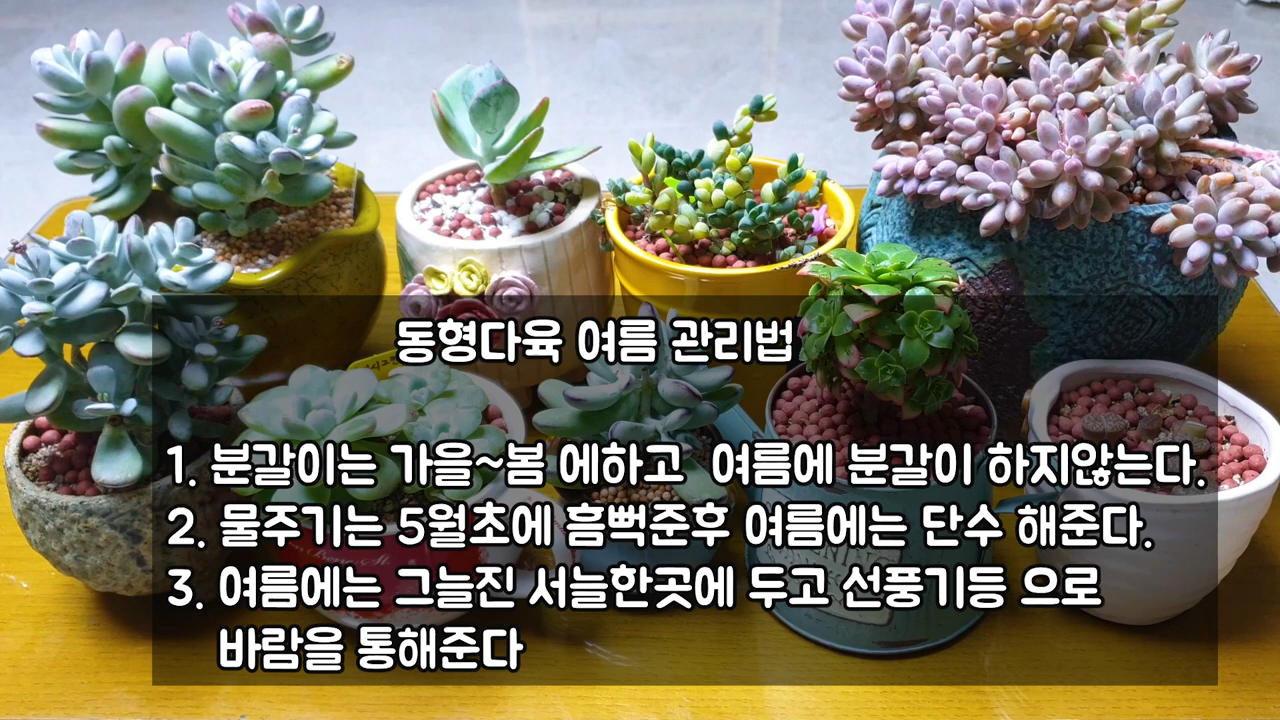 동형다육 여름 관리법
1. 분갈이는 가을~봄 에하고 여름에 분갈이 하지않는다.
2. 물주기는 5월초에 흠뻑준후 여름에는 단수 해준다.
3. 여름에는 그늘진 서늘한곳에 두고 선풍기등 으로
바람을 통해준다